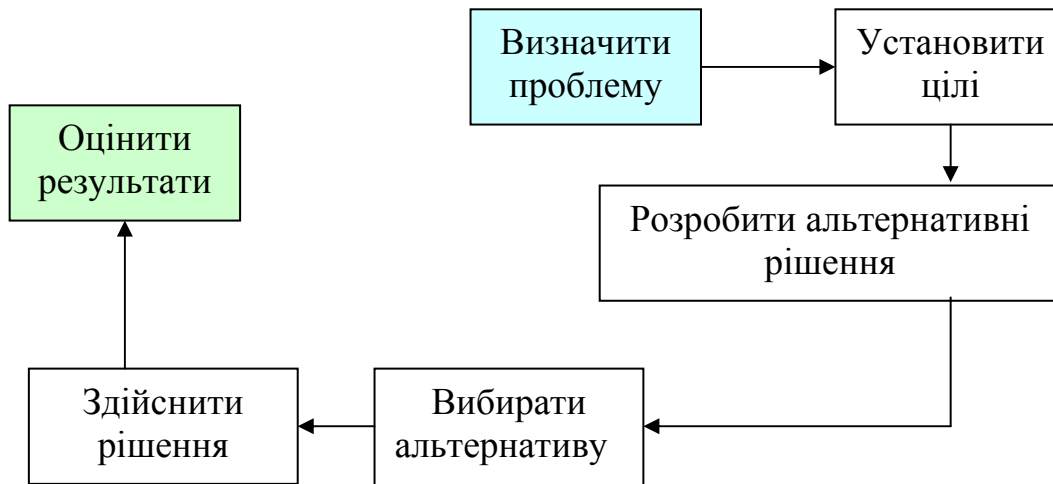 Визначити
проблему
Установити
цілі
Розробити альтернативні
рішення
Вибирати
альтернативу
Здійснити
рішення
Оцінити
результати